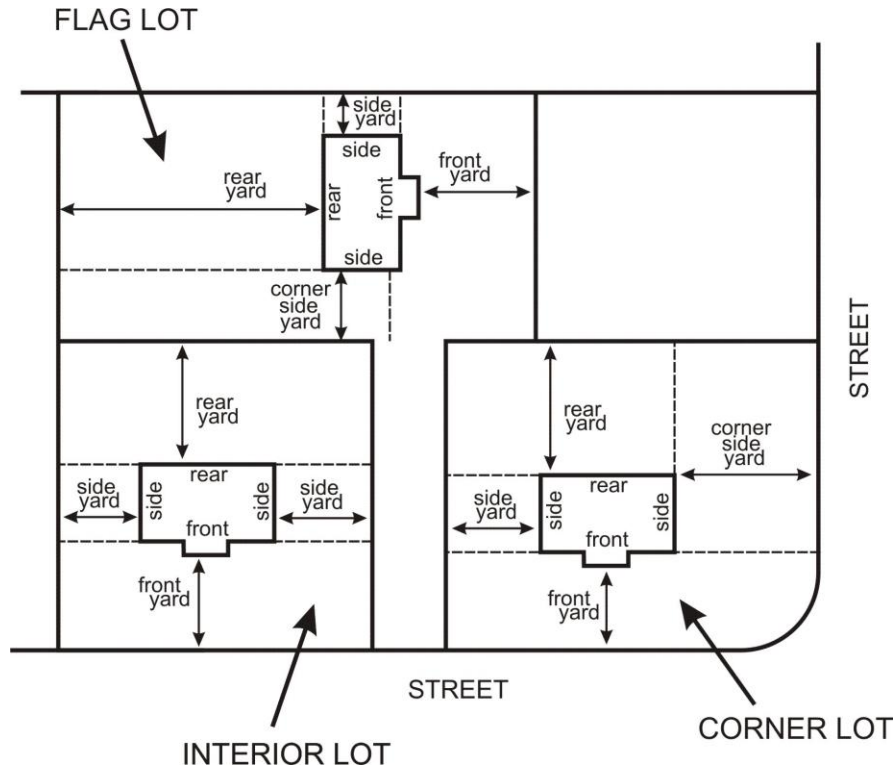 FLAG LOT
side
yard
side
rear
yard
front
yard
rear
front
side
corner
side
yard
STREET
rear
yard
rear
yard
corner
side
yard
side
yard
side
rear
side
side
yard
front
side
yard
side
rear
side
front
front
yard
front
yard
STREET
INTERIOR LOT
CORNER LOT